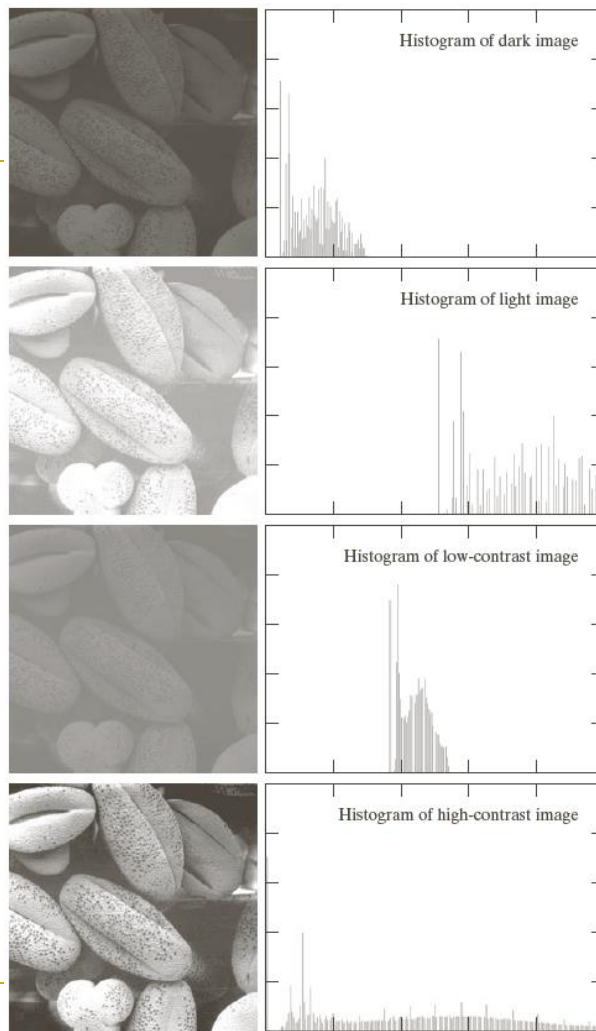 Histogram of dark image
Histogram of light image
Histogram of low-contrast image
Histogram of high-contrast image